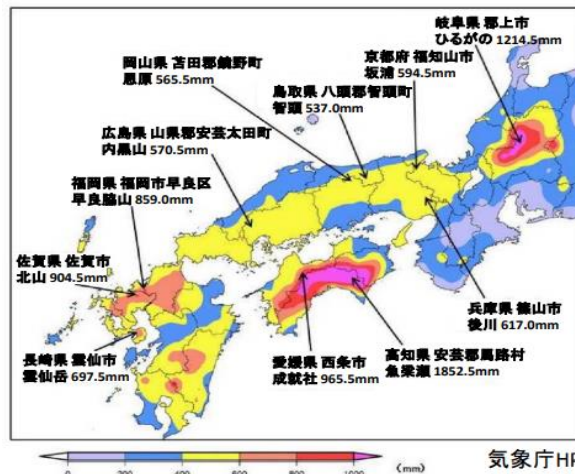 岐阜県 郡上市
ひるがの 1214.5mm
京都府 福知山市
坂浦 594.5mm
岡山県 苫田郡鏡野町
恩原 565.5mm
鳥取県 八頭郡智頭町
智頭 537.0mm
広島県 山県郡安芸太田町
内黒山 570.5mm
福岡県 福岡市早良区
早良脇山 859.0mm
佐賀県 佐賀市
北山 904.5mm
長崎県 雲仙市
雲仙岳 697.5mm
兵庫県 篠山市
後川 617.0mm
愛媛県 西条市
成就社 965.5mm
高知県 安芸郡馬路村
魚梁瀬 1852.5mm
0 200 400 600 800 1000 (mm)
気象庁HP